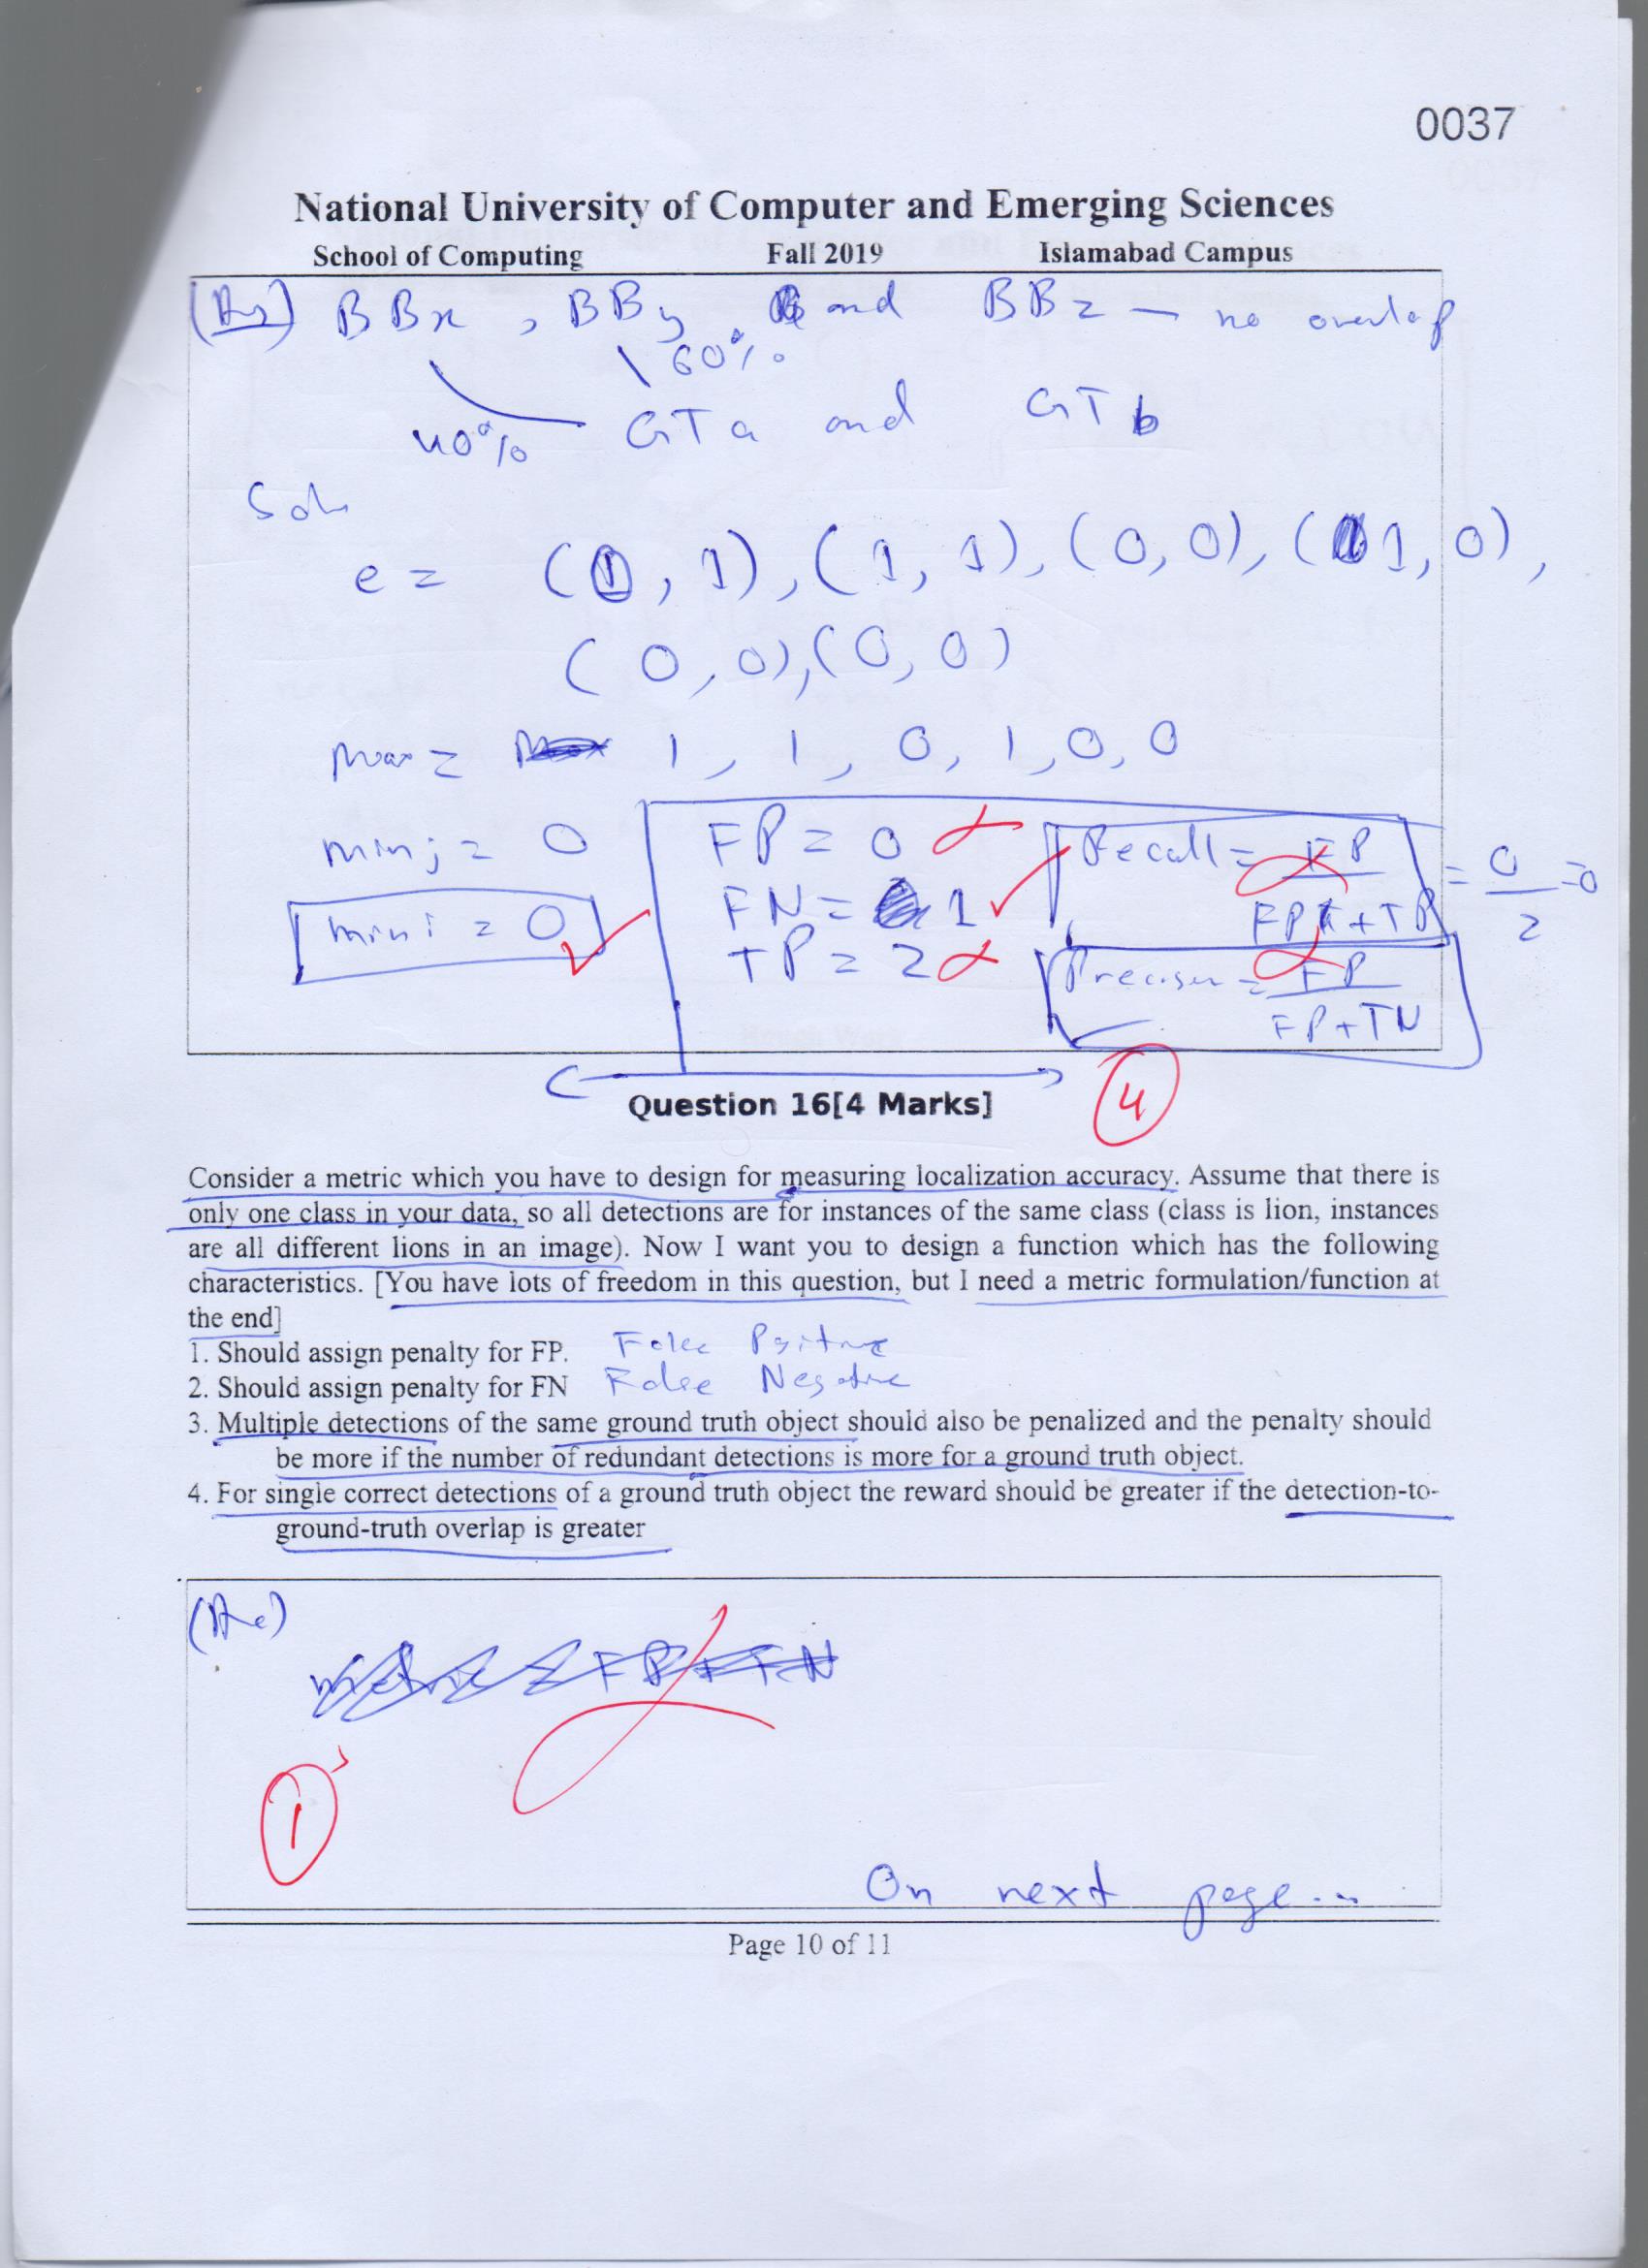 0037
National University of Computer and Emerging Sciences
School of Computing Fall 2019 Islamabad Campus
BBx, BBy and BBz — no overlap
60%
40% GTa and GTb
Soln
e = (1, 1), (1, 1), (0, 0), (1, 0),
(0, 0), (0, 0)
max = 1, 1, 0, 1, 0, 0
min j = 0
min i = 0
FP = 0
FN = 1
TP = 2
Recall = FP / FP + TP = 0 / 2 = 0
Precision = FP / FP + TN
4
Question 16[4 Marks]
Consider a metric which you have to design for measuring localization accuracy. Assume that there is
only one class in your data, so all detections are for instances of the same class (class is lion, instances
are all different lions in an image). Now I want you to design a function which has the following
characteristics. [You have lots of freedom in this question, but I need a metric formulation/function at
the end]
1. Should assign penalty for FP. False Positive
2. Should assign penalty for FN False Negative
3. Multiple detections of the same ground truth object should also be penalized and the penalty should
be more if the number of redundant detections is more for a ground truth object.
4. For single correct detections of a ground truth object the reward should be greater if the detection-to-
ground-truth overlap is greater
1
On next page...
Page 10 of 11